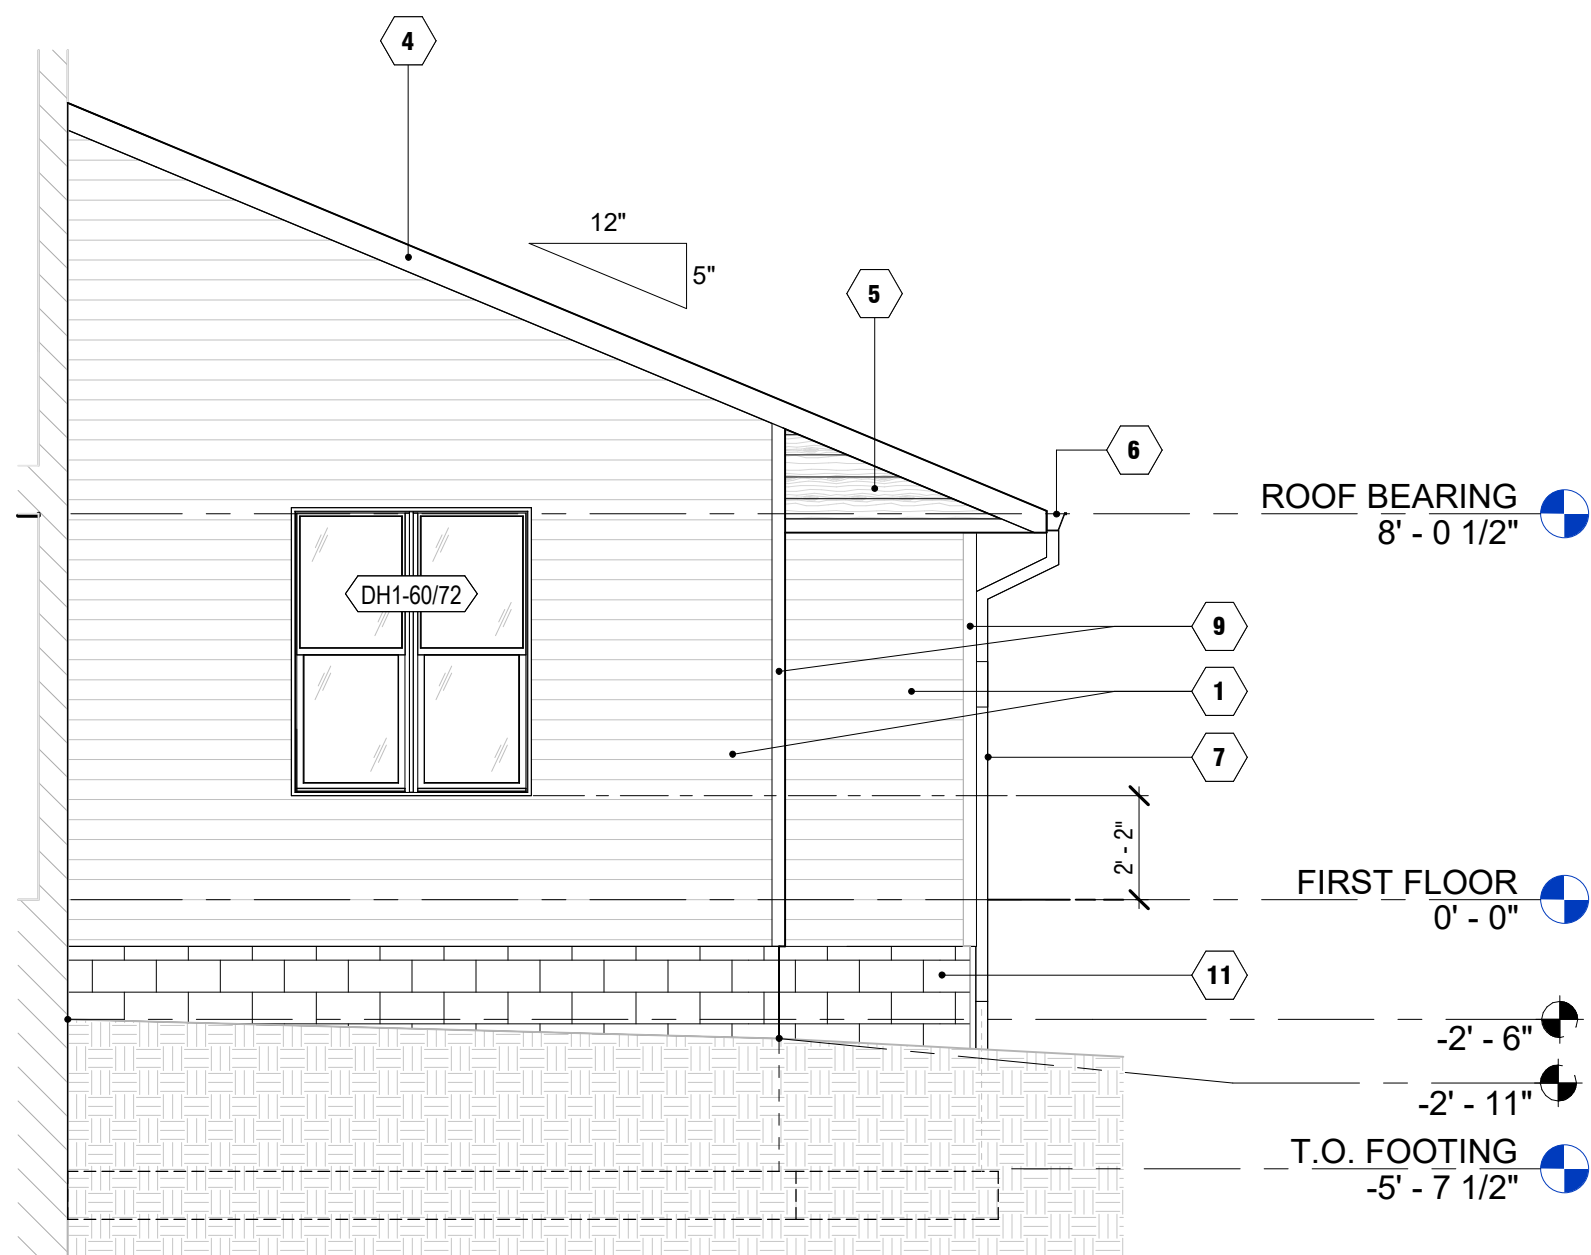 4
12"
5"
5
6
ROOF BEARING
8' - 0 1/2"
DH1-60/72
9
1
7
2' - 2"
FIRST FLOOR
0' - 0"
11
-2' - 6"
-2' - 11"
T.O. FOOTING
-5' - 7 1/2"